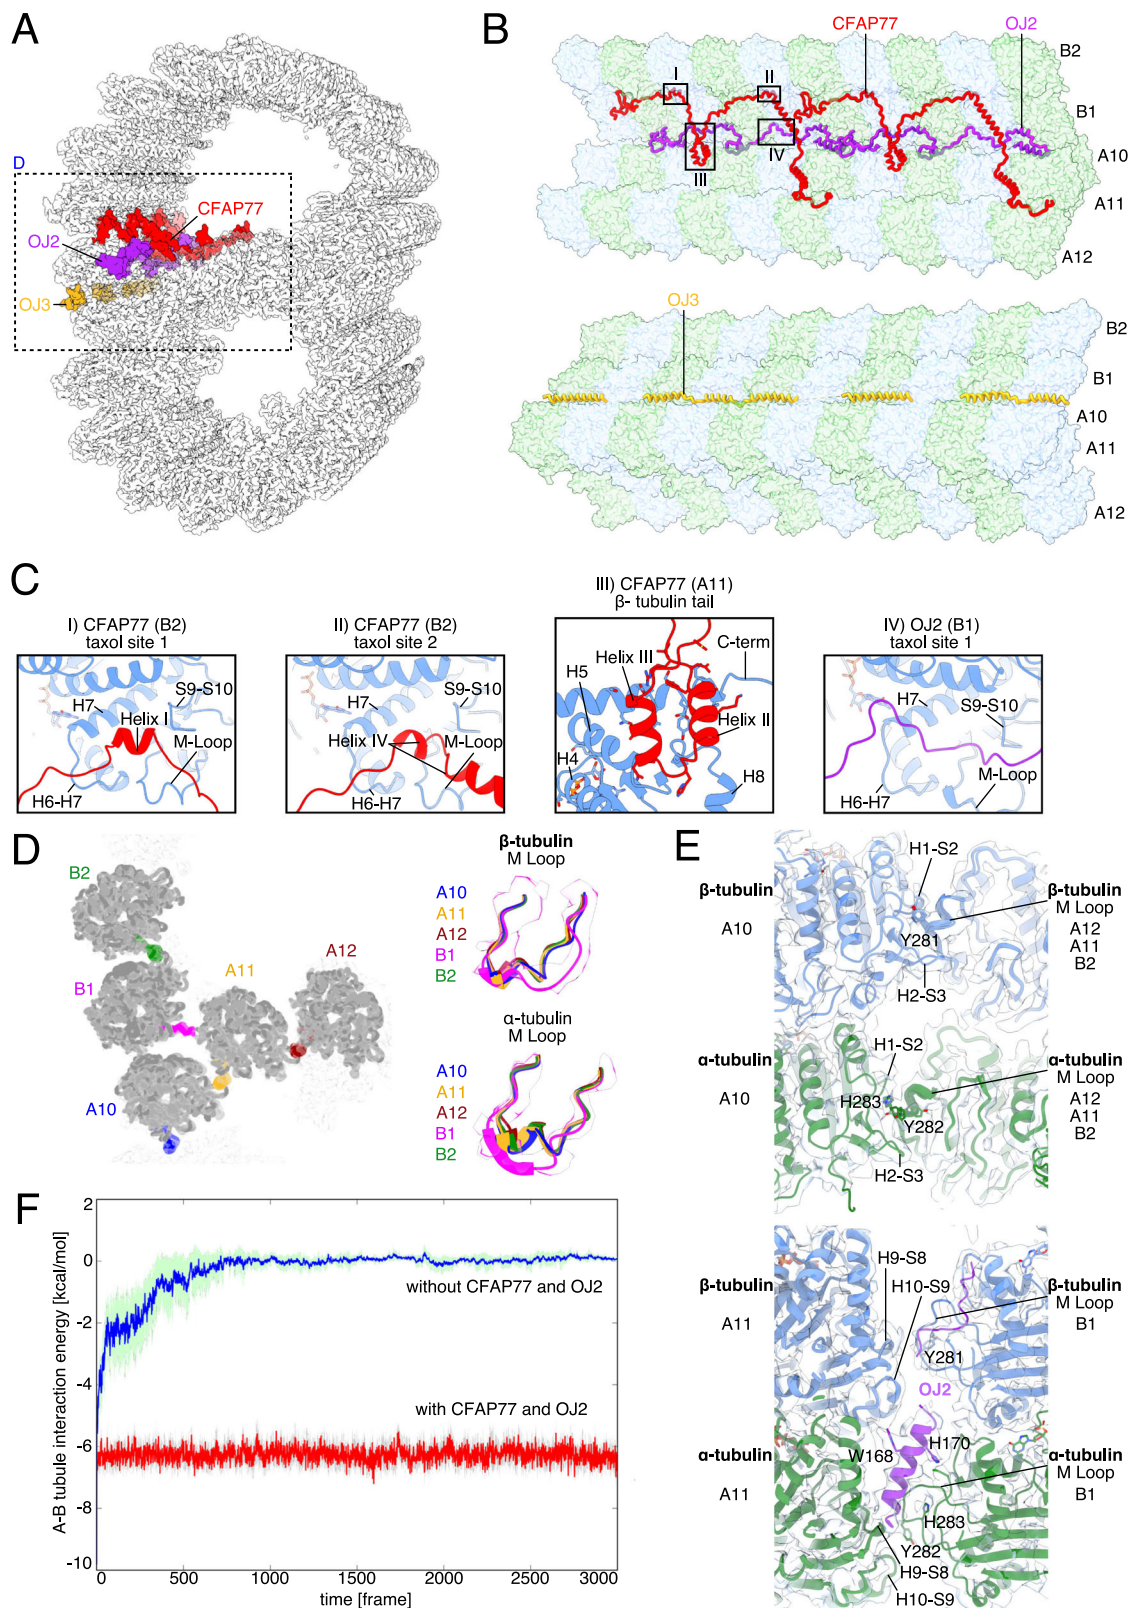 A
D
CFAP77
OJ2
OJ3
B
CFAP77
OJ2
B2
I
II
B1
A10
IV
III
A11
A12
OJ3
B2
B1
A10
A11
A12
C
I) CFAP77 (B2)
taxol site 1
H7
S9-S10
Helix I
M-Loop
H6-H7
II) CFAP77 (B2)
taxol site 2
H7
S9-S10
Helix IV
M-Loop
H6-H7
III) CFAP77 (A11)
β- tubulin tail
C-term
Helix III
H5
Helix II
H4
H8
IV) OJ2 (B1)
taxol site 1
H7
S9-S10
M-Loop
H6-H7
D
B2
B1
A11
A12
A10
β-tubulin
M Loop
A10
A11
A12
B1
B2
α-tubulin
M Loop
A10
A11
A12
B1
B2
E
H1-S2
β-tubulin
A10
β-tubulin
M Loop
A12
A11
B2
Y281
H2-S3
H1-S2
α-tubulin
A10
α-tubulin
M Loop
A12
A11
B2
H283
Y282
H2-S3
H9-S8
H10-S9
β-tubulin
A11
β-tubulin
M Loop
B1
Y281
OJ2
W168
H170
α-tubulin
A11
α-tubulin
M Loop
B1
H283
Y282
H9-S8
H10-S9
F
A-B tubule interaction energy [kcal/mol]
2
0
-2
-4
-6
-8
-10
without CFAP77 and OJ2
with CFAP77 and OJ2
0 500 1000 1500 2000 2500 3000
time [frame]